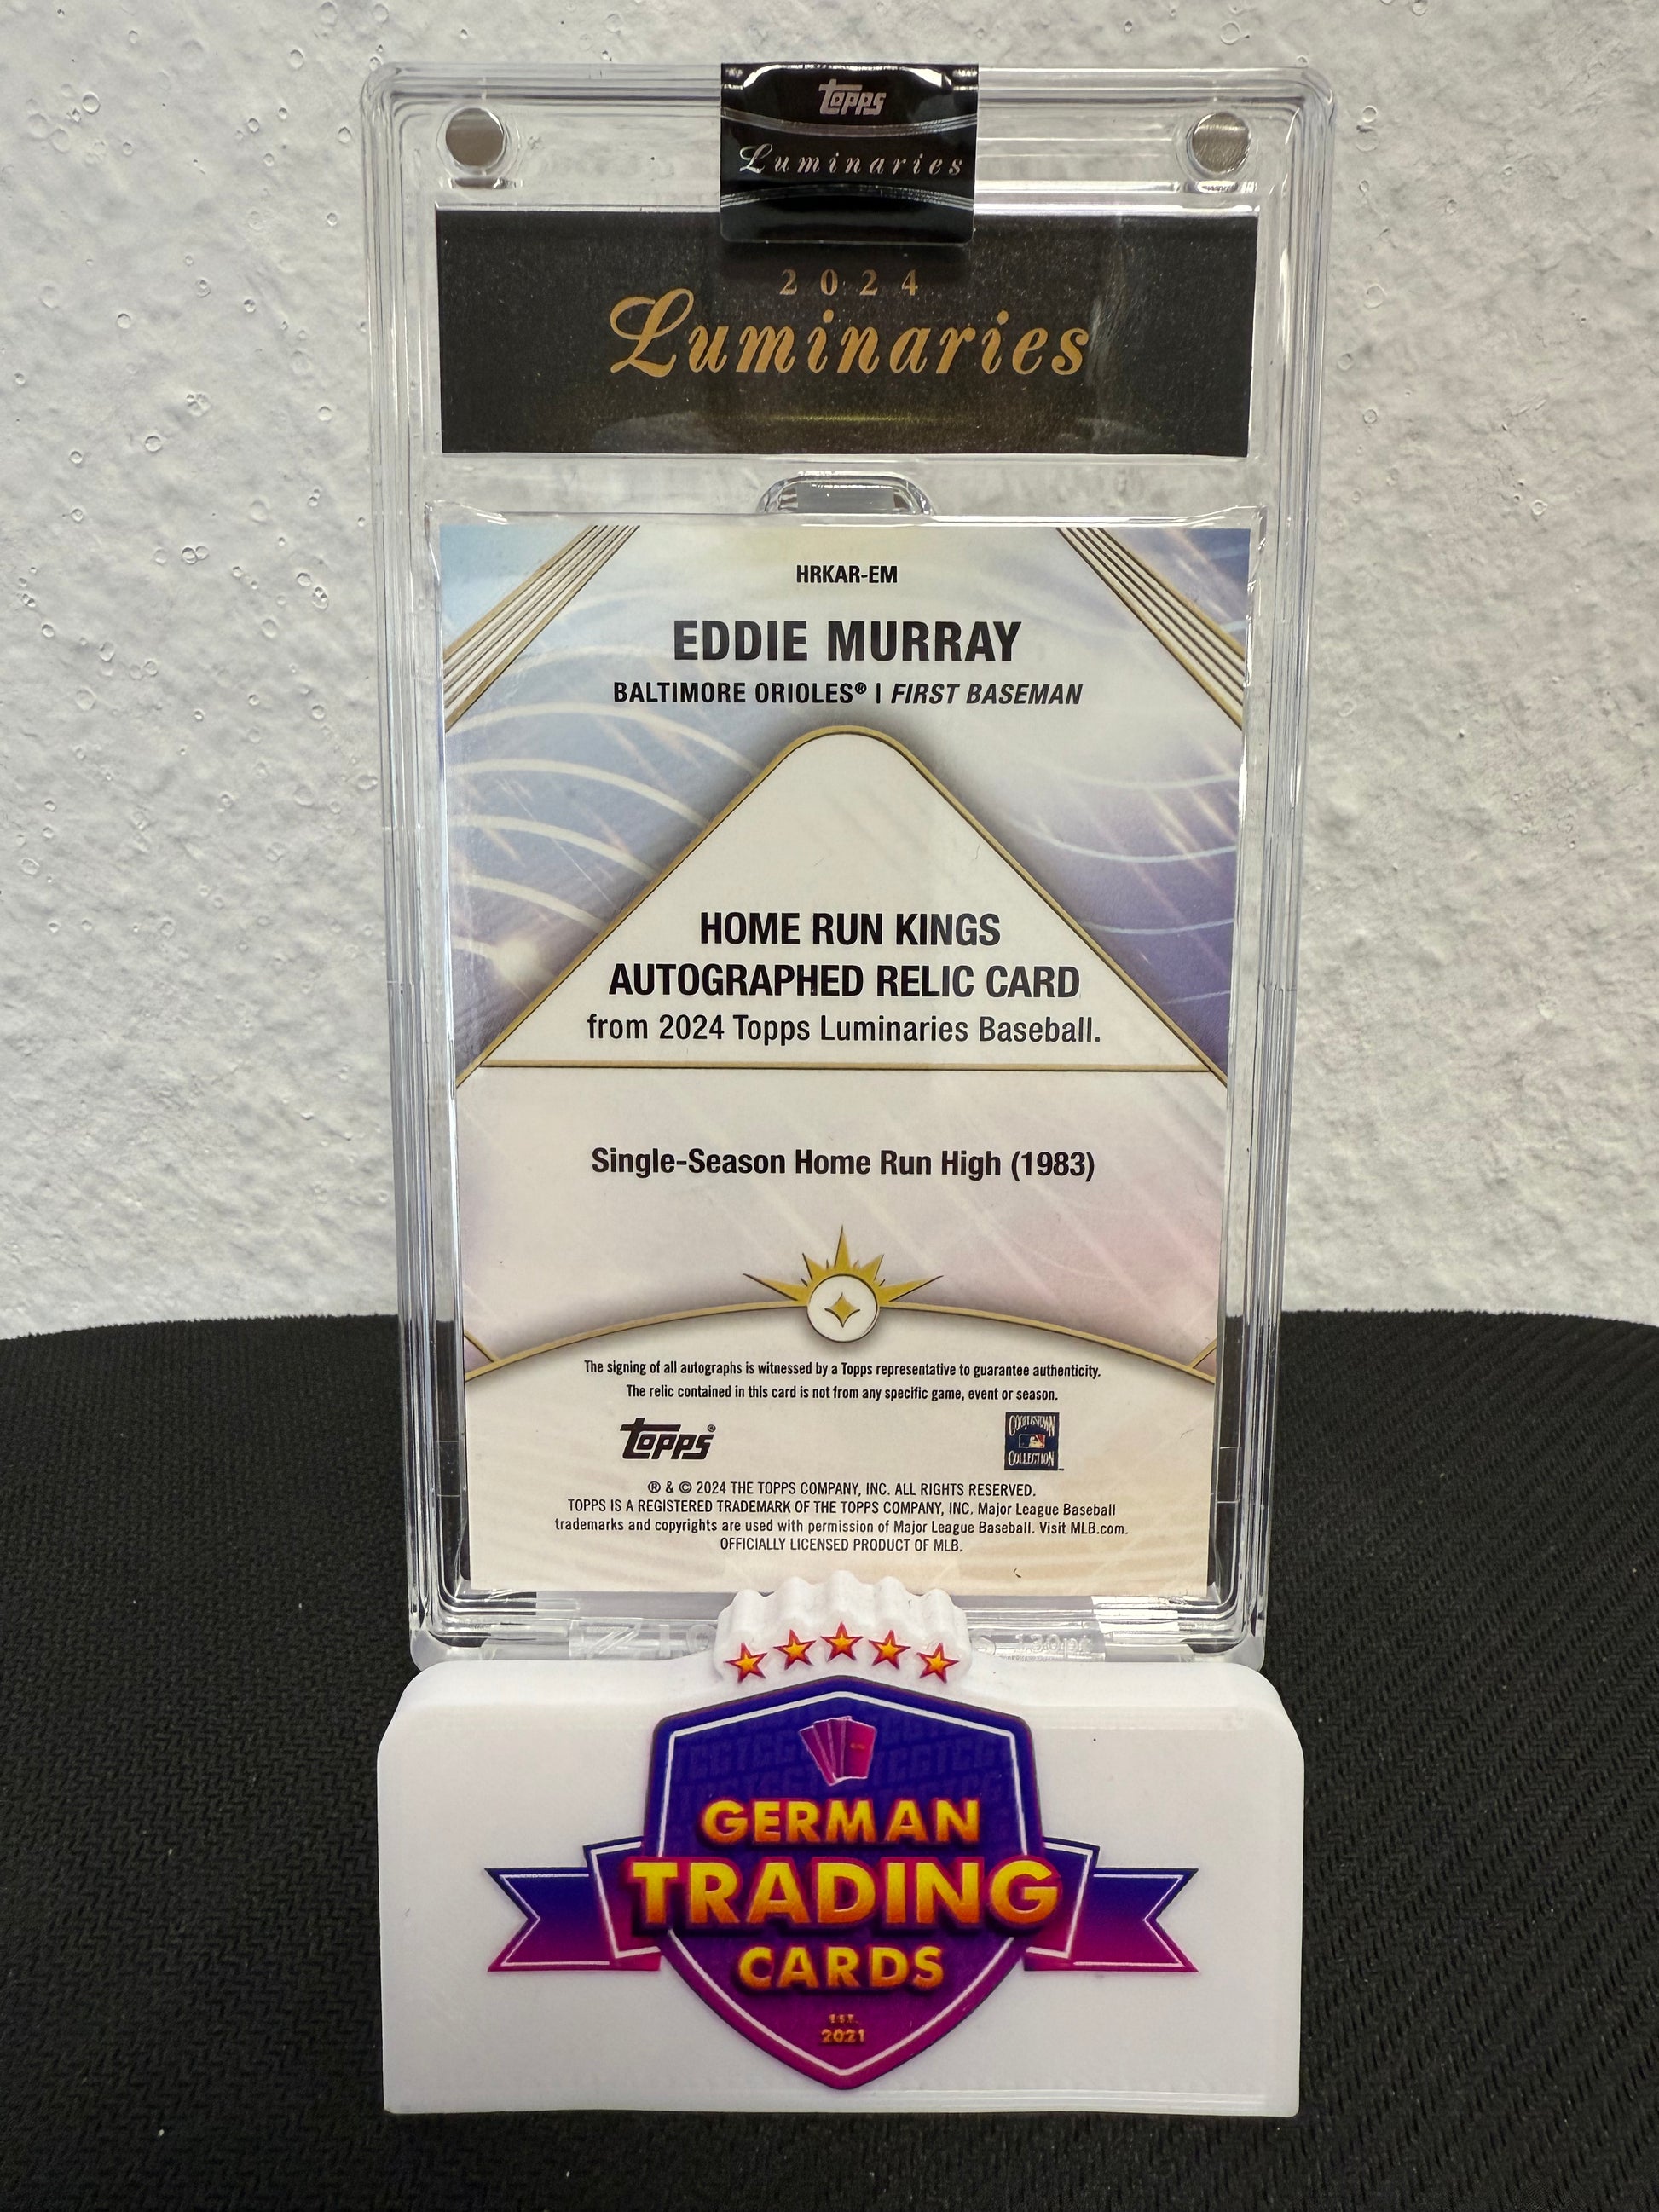 topps
Luminaries
2024
Luminaries
HRKAR-EM
EDDIE MURRAY
BALTIMORE ORIOLES® | FIRST BASEMAN
HOME RUN KINGS
AUTOGRAPHED RELIC CARD
from 2024 Topps Luminaries Baseball.
Single-Season Home Run High (1983)
The signing of all autographs is witnessed by a Topps representative to guarantee authenticity.
The relic contained in this card is not from any specific game, event or season.
topps®
COOPERSTOWN
COLLECTION™
® & © 2024 THE TOPPS COMPANY, INC. ALL RIGHTS RESERVED.
TOPPS IS A REGISTERED TRADEMARK OF THE TOPPS COMPANY, INC. Major League Baseball
trademarks and copyrights are used with permission of Major League Baseball. Visit MLB.com.
OFFICIALLY LICENSED PRODUCT OF MLB.
GERMAN
TRADING
CARDS
EST.
2021